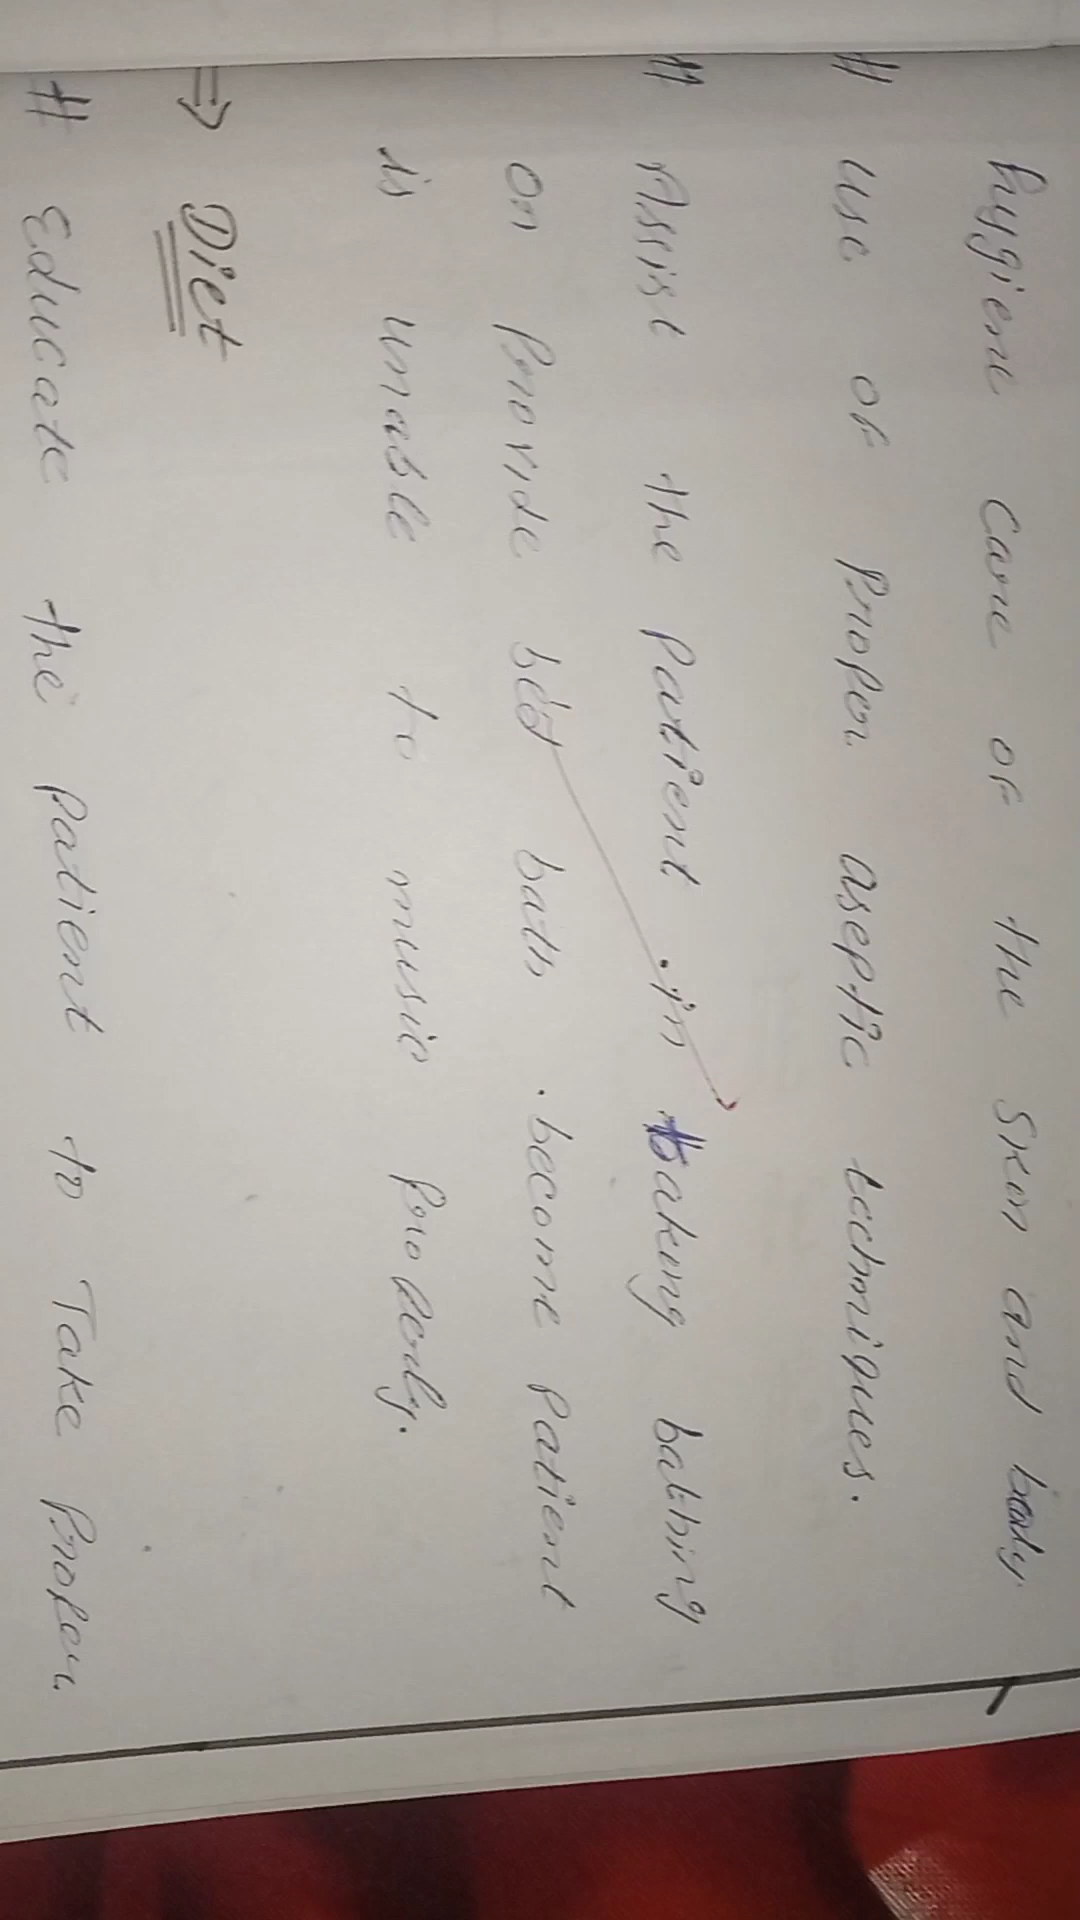 hygiene care of the skin and body.
# use of proper aseptic techniques.
# Assist the patient in taking bathing
or provide bed bath. become patient
is unable to music properly.
⇒ Diet
# Educate the patient to Take proper.